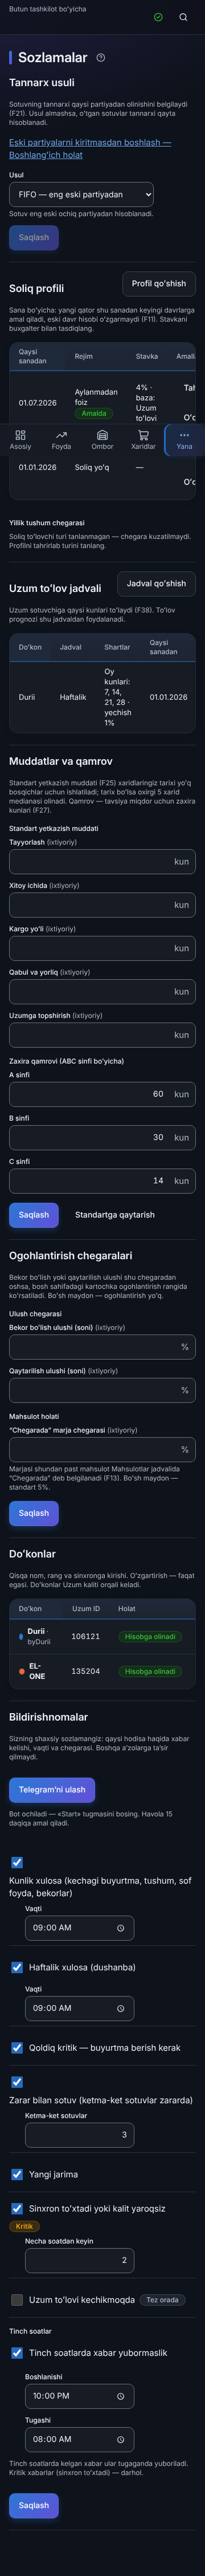 Butun tashkilot bo'yicha
Sozlamalar
Tannarx usuli
Sotuvning tannarxi qaysi partiyadan olinishini belgilaydi
(F21). Usul almashsa, o'tgan sotuvlar tannarxi qayta
hisoblanadi.
Eski partiyalarni kiritmasdan boshlash —
Boshlang'ich holat
Usul
FIFO — eng eski partiyadan
Sotuv eng eski ochiq partiyadan hisoblanadi.
Saqlash
Soliq profili
Profil qo'shish
Sana bo'yicha: yangi qator shu sanadan keyingi davrlarga
amal qiladi, eski davr hisobi o'zgarmaydi (F11). Stavkani
buxgalter bilan tasdiqlang.
Qaysi
sanadan
Rejim
Stavka
01.07.2026
Aylanmadan
foiz
Amalda
4% ·
baza:
Uzum
to'lovi
Asosiy
Foyda
Ombor
Xaridlar
Yana
01.01.2026
Soliq yo'q
—
Yillik tushum chegarasi
Soliq to'lovchi turi tanlanmagan — chegara kuzatilmaydi.
Profilni tahrirlab turini tanlang.
Uzum to'lov jadvali
Jadval qo'shish
Uzum sotuvchiga qaysi kunlari to'laydi (F38). To'lov
prognozi shu jadvaldan foydalanadi.
Do'kon
Jadval
Shartlar
Qaysi
sanadan
Durii
Haftalik
Oy
kunlari:
7, 14,
21, 28 ·
yechish
1%
01.01.2026
Muddatlar va qamrov
Standart yetkazish muddati (F25) xaridlaringiz tarixi yo'q
bosqichlar uchun ishlatiladi; tarix bo'lsa oxirgi 5 xarid
medianasi olinadi. Qamrov — tavsiya miqdor uchun zaxira
kunlari (F27).
Standart yetkazish muddati
Tayyorlash (ixtiyoriy)
kun
Xitoy ichida (ixtiyoriy)
kun
Kargo yo'li (ixtiyoriy)
kun
Qabul va yorliq (ixtiyoriy)
kun
Uzumga topshirish (ixtiyoriy)
kun
Zaxira qamrovi (ABC sinfi bo'yicha)
A sinfi
60 kun
B sinfi
30 kun
C sinfi
14 kun
Saqlash
Standartga qaytarish
Ogohlantirish chegaralari
Bekor bo'lish yoki qaytarilish ulushi shu chegaradan
oshsa, bosh sahifadagi kartochka ogohlantirish rangida
ko'rsatiladi. Bo'sh maydon — ogohlantirish yo'q.
Ulush chegarasi
Bekor bo'lish ulushi (soni) (ixtiyoriy)
%
Qaytarilish ulushi (soni) (ixtiyoriy)
%
Mahsulot holati
"Chegarada" marja chegarasi (ixtiyoriy)
%
Marjasi shundan past mahsulot Mahsulotlar jadvalida
"Chegarada" deb belgilanadi (F13). Bo'sh maydon —
standart 5%.
Saqlash
Do'konlar
Qisqa nom, rang va sinxronga kirishi. O'zgartirish — faqat
egasi. Do'konlar Uzum kaliti orqali keladi.
Do'kon
Uzum ID
Holat
Durii ·
byDurii
106121
Hisobga olinadi
EL-
ONE
135204
Hisobga olinadi
Bildirishnomalar
Sizning shaxsiy sozlamangiz: qaysi hodisa haqida xabar
kelishi, vaqti va chegarasi. Boshqa a'zolarga ta'sir
qilmaydi.
Telegram'ni ulash
Bot ochiladi — «Start» tugmasini bosing. Havola 15
daqiqa amal qiladi.
Kunlik xulosa (kechagi buyurtma, tushum, sof
foyda, bekorlar)
Vaqti
09:00 AM
Haftalik xulosa (dushanba)
Vaqti
09:00 AM
Qoldiq kritik — buyurtma berish kerak
Zarar bilan sotuv (ketma-ket sotuvlar zararda)
Ketma-ket sotuvlar
3
Yangi jarima
Sinxron to'xtadi yoki kalit yaroqsiz
Kritik
Necha soatdan keyin
2
Uzum to'lovi kechikmoqda Tez orada
Tinch soatlar
Tinch soatlarda xabar yubormaslik
Boshlanishi
10:00 PM
Tugashi
08:00 AM
Tinch soatlarda kelgan xabar ular tugaganda yuboriladi.
Kritik xabarlar (sinxron to'xtadi) — darhol.
Saqlash